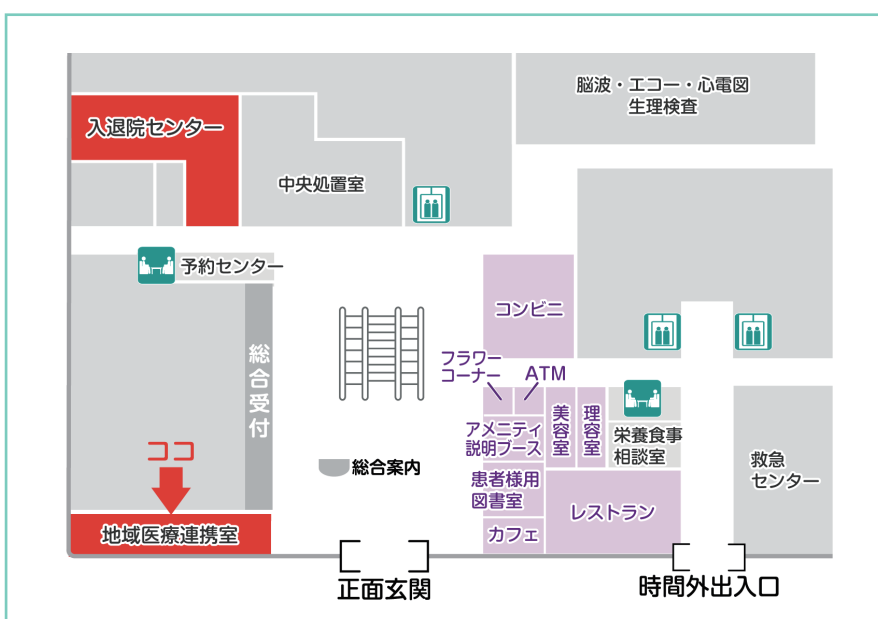 脳波・エコー・心電図
生理検査
入退院センター
中央処置室
予約センター
コンビニ
総合受付
フラワー
コーナー
ATM
アメニティ
説明ブース
美容室
理容室
栄養食事
相談室
救急
センター
ココ
総合案内
患者様用
図書室
レストラン
地域医療連携室
カフェ
正面玄関
時間外出入口